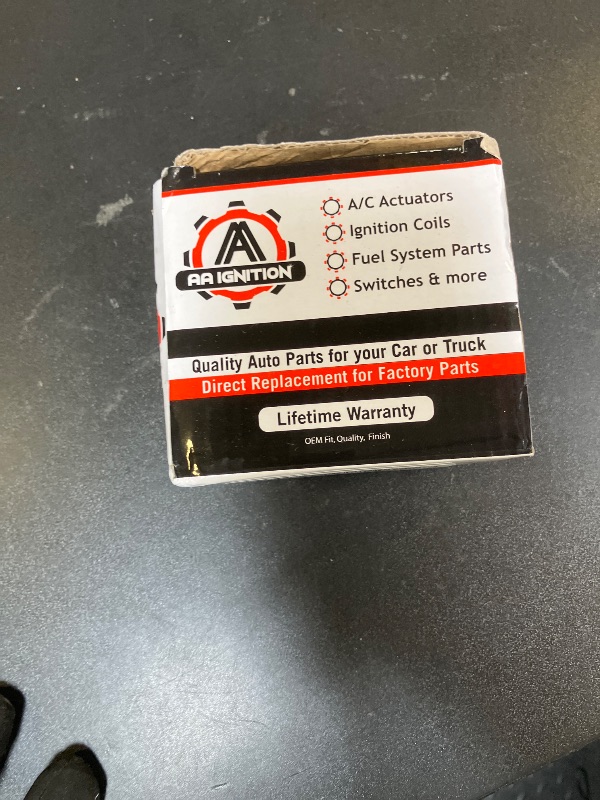 AA IGNITION
A/C Actuators
Ignition Coils
Fuel System Parts
Switches & more
Quality Auto Parts for your Car or Truck
Direct Replacement for Factory Parts
Lifetime Warranty
OEM Fit, Quality, Finish